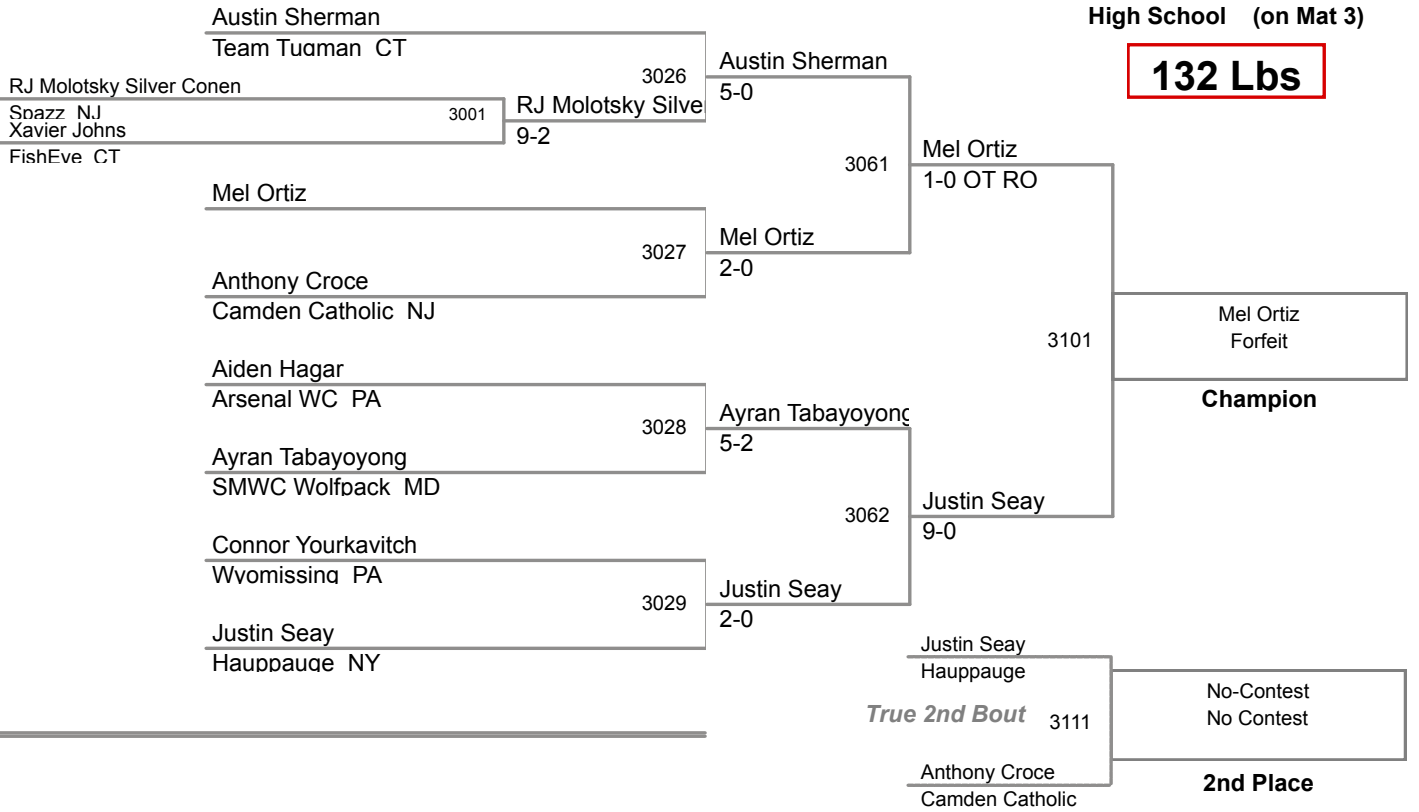 High School (on Mat 3)
132 Lbs
Austin Sherman
Team Tugman CT
RJ Molotsky Silver Conen
Spazz NJ
Xavier Johns
FishEye CT
3001
RJ Molotsky Silve
9-2
3026
Austin Sherman
5-0
Mel Ortiz
Anthony Croce
Camden Catholic NJ
3027
Mel Ortiz
2-0
3061
Mel Ortiz
1-0 OT RO
Aiden Hagar
Arsenal WC PA
Ayran Tabayoyong
SMWC Wolfpack MD
3028
Ayran Tabayoyong
5-2
Connor Yourkavitch
Wyomissing PA
Justin Seay
Hauppauge NY
3029
Justin Seay
2-0
3062
Justin Seay
9-0
3101
Mel Ortiz
Forfeit
Champion
Justin Seay
Hauppauge
True 2nd Bout 3111
Anthony Croce
Camden Catholic
No-Contest
No Contest
2nd Place